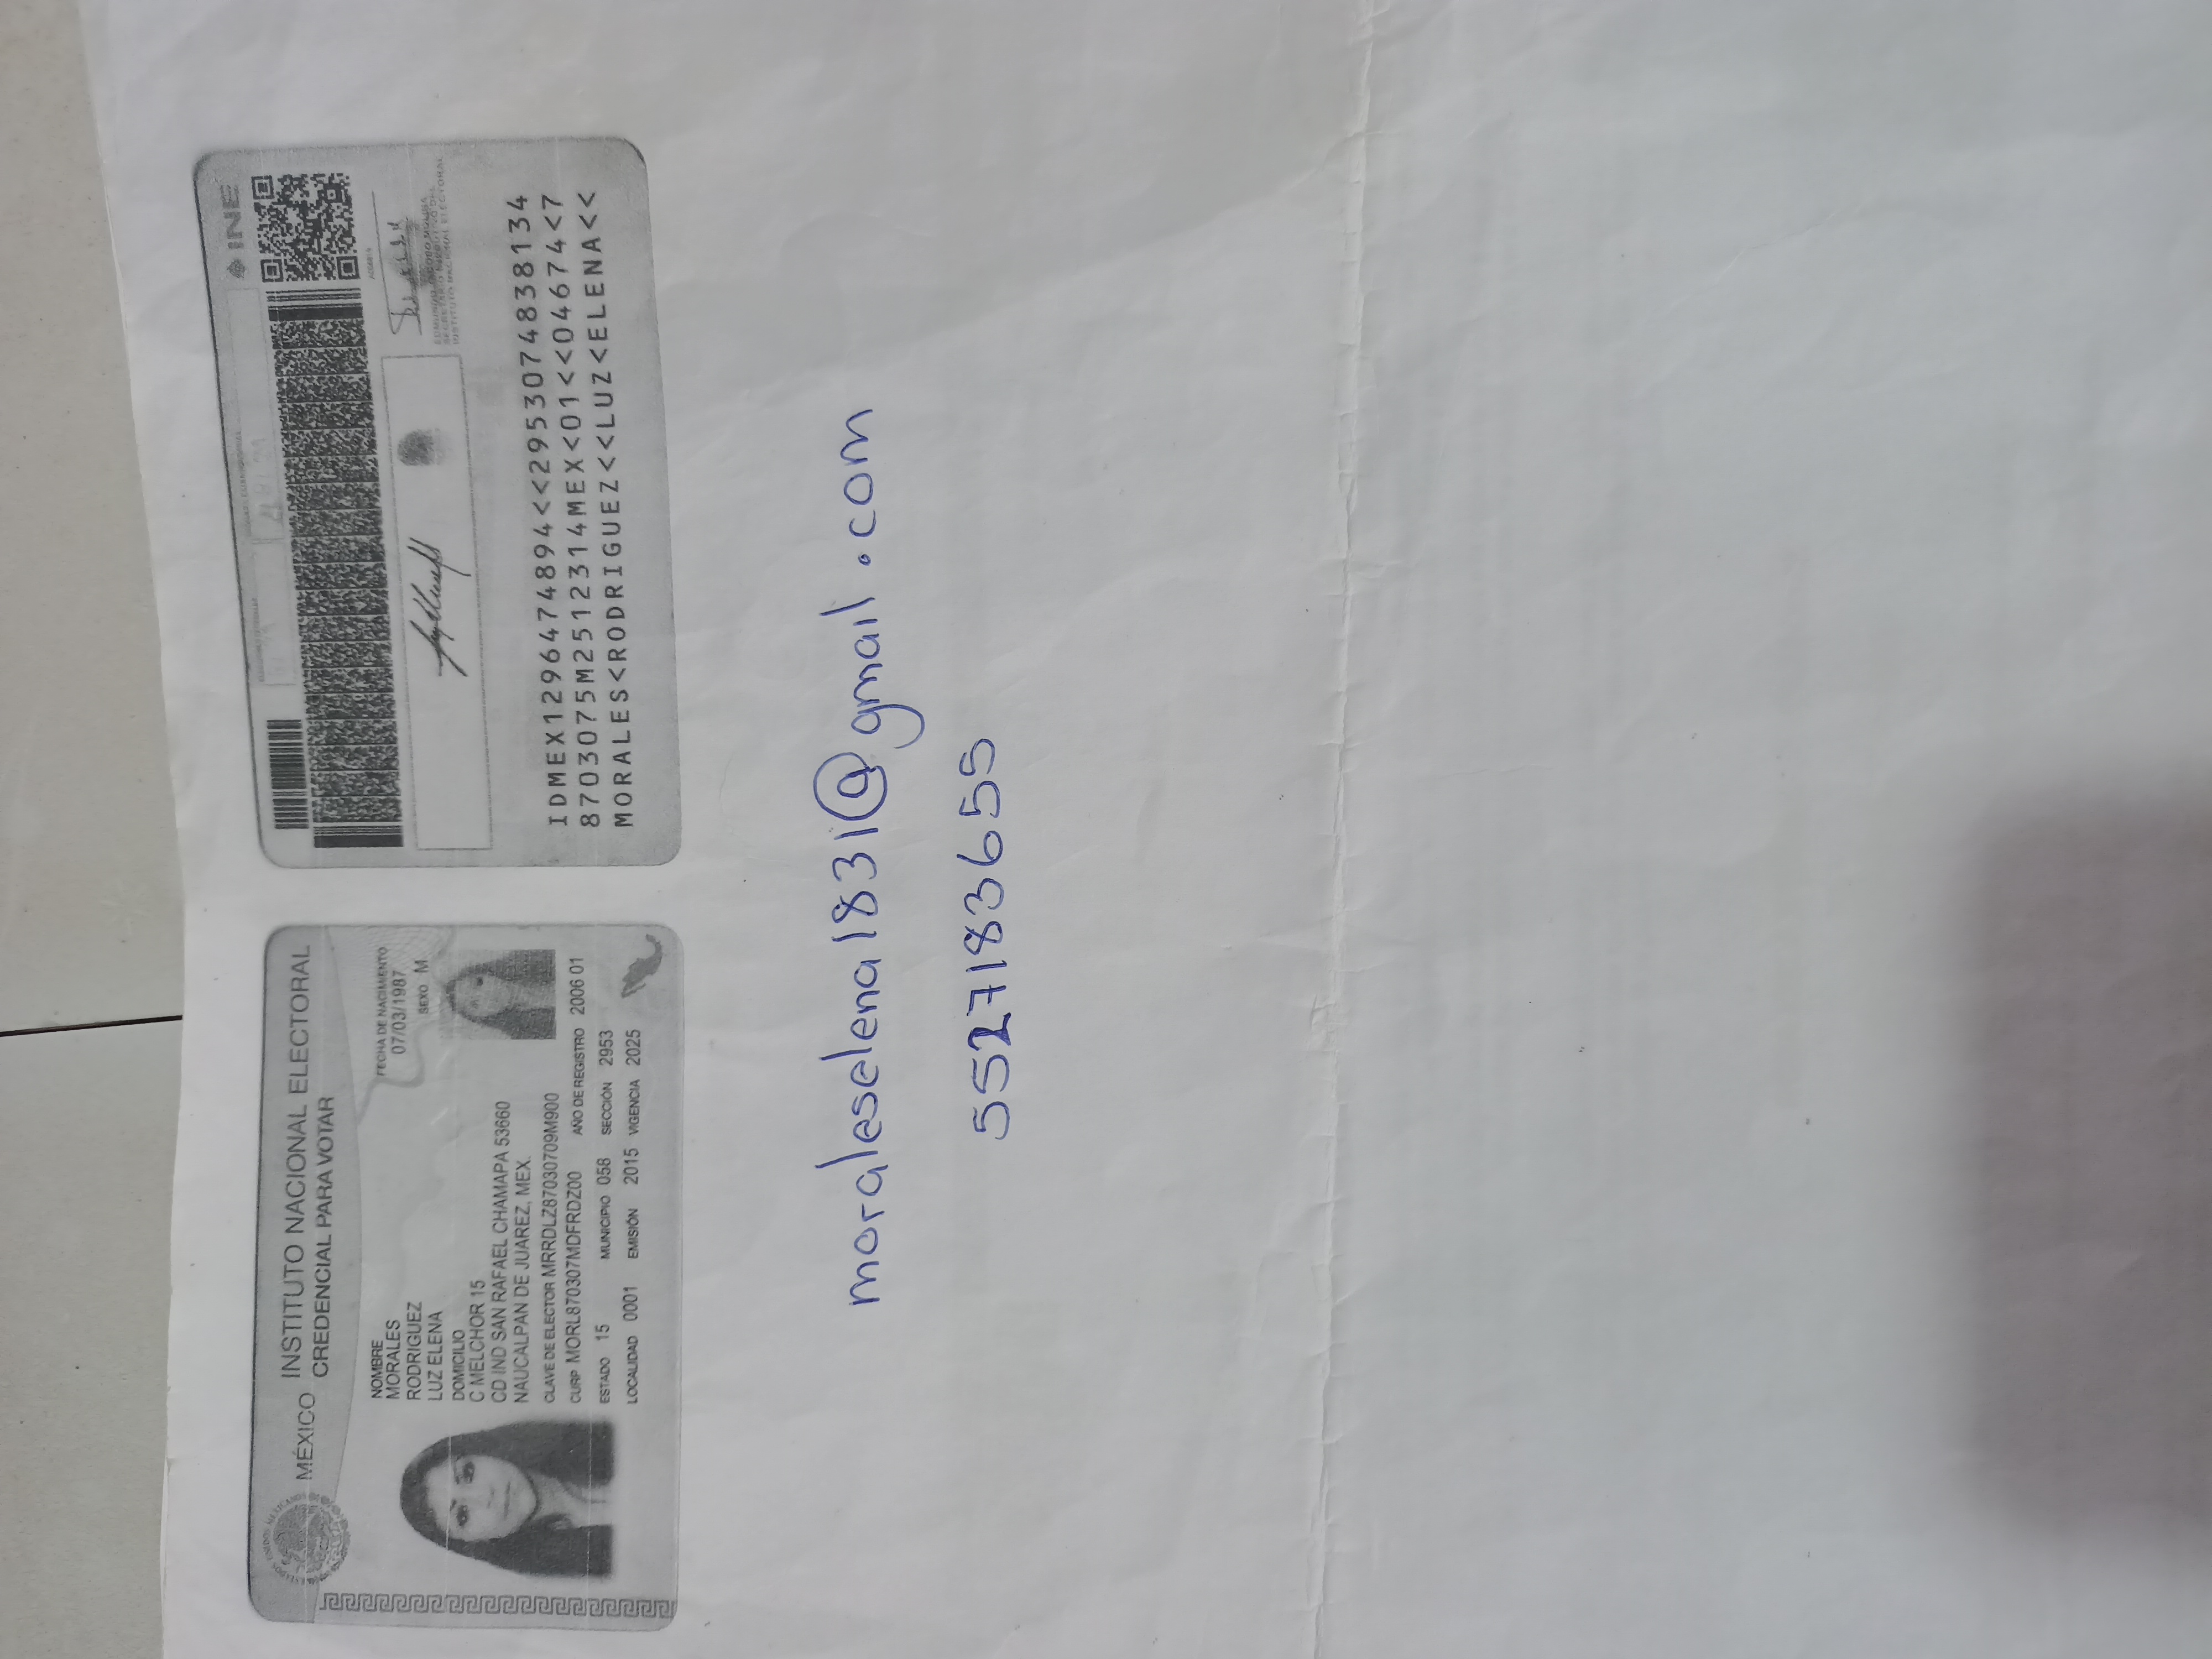 MÉXICO INSTITUTO NACIONAL ELECTORAL
CREDENCIAL PARA VOTAR
NOMBRE
MORALES
RODRIGUEZ
LUZ ELENA
FECHA DE NACIMIENTO
07/03/1987
SEXO M
DOMICILIO
C MELCHOR 15
CD IND SAN RAFAEL CHAMAPA 53660
NAUCALPAN DE JUAREZ, MEX.
CLAVE DE ELECTOR MRRDLZ87030709M900
CURP MORL870307MDFRDZ00 AÑO DE REGISTRO 2006 01
ESTADO 15 MUNICIPIO 058 SECCIÓN 2953
LOCALIDAD 0001 EMISIÓN 2015 VIGENCIA 2025
INE
IDMEX1296474894<<2953074838134
8703075M2512314MEX<01<<04674<7
MORALES<RODRIGUEZ<<LUZ<ELENA<<
moraleselena1831@gmail.com
5527183655